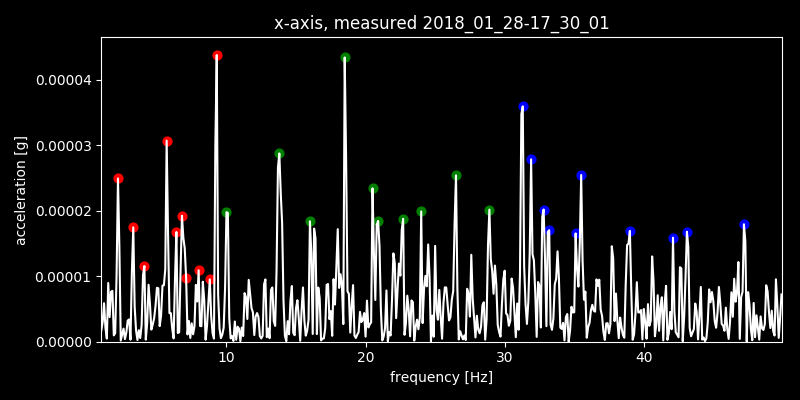 x-axis, measured 2018_01_28-17_30_01
acceleration [g]
0.00004
0.00003
0.00002
0.00001
0.00000
10 20 30 40
frequency [Hz]